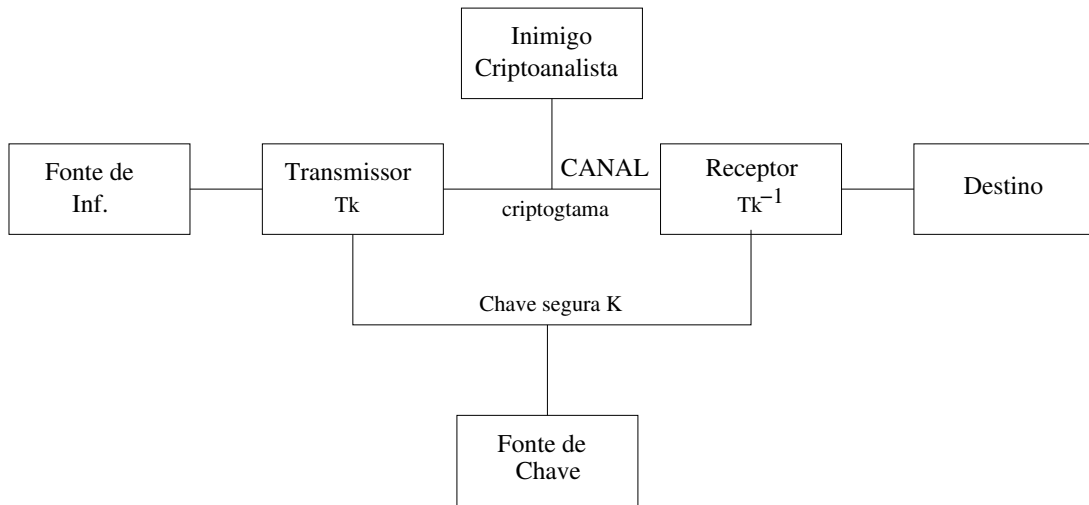 Inimigo
Criptoanalista
Fonte de
Inf.
Transmissor
Tk
CANAL
criptogtama
Receptor
Tk⁻¹
Destino
Chave segura K
Fonte de
Chave